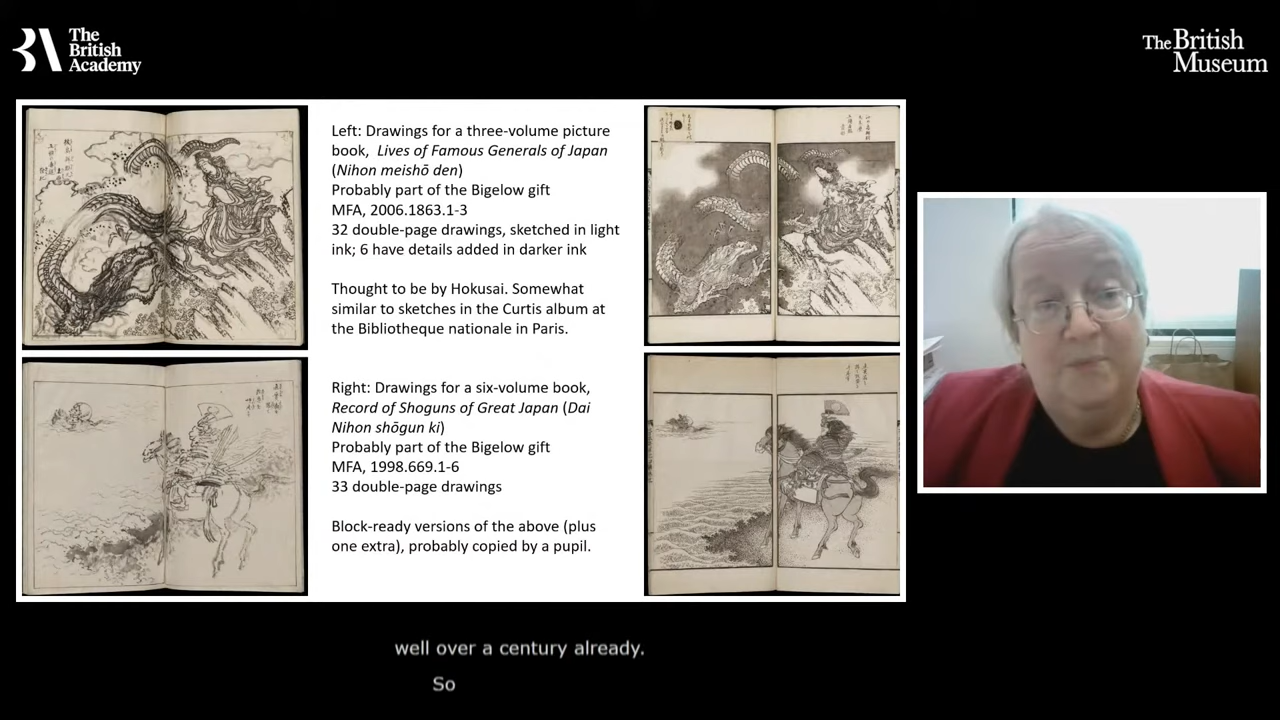 The
British
Academy
The British
Museum
Left: Drawings for a three-volume picture
book, Lives of Famous Generals of Japan
(Nihon meishō den)
Probably part of the Bigelow gift
MFA, 2006.1863.1-3
32 double-page drawings, sketched in light
ink; 6 have details added in darker ink
Thought to be by Hokusai. Somewhat
similar to sketches in the Curtis album at
the Bibliotheque nationale in Paris.
Right: Drawings for a six-volume book,
Record of Shoguns of Great Japan (Dai
Nihon shōgun ki)
Probably part of the Bigelow gift
MFA, 1998.669.1-6
33 double-page drawings
Block-ready versions of the above (plus
one extra), probably copied by a pupil.
well over a century already.
So